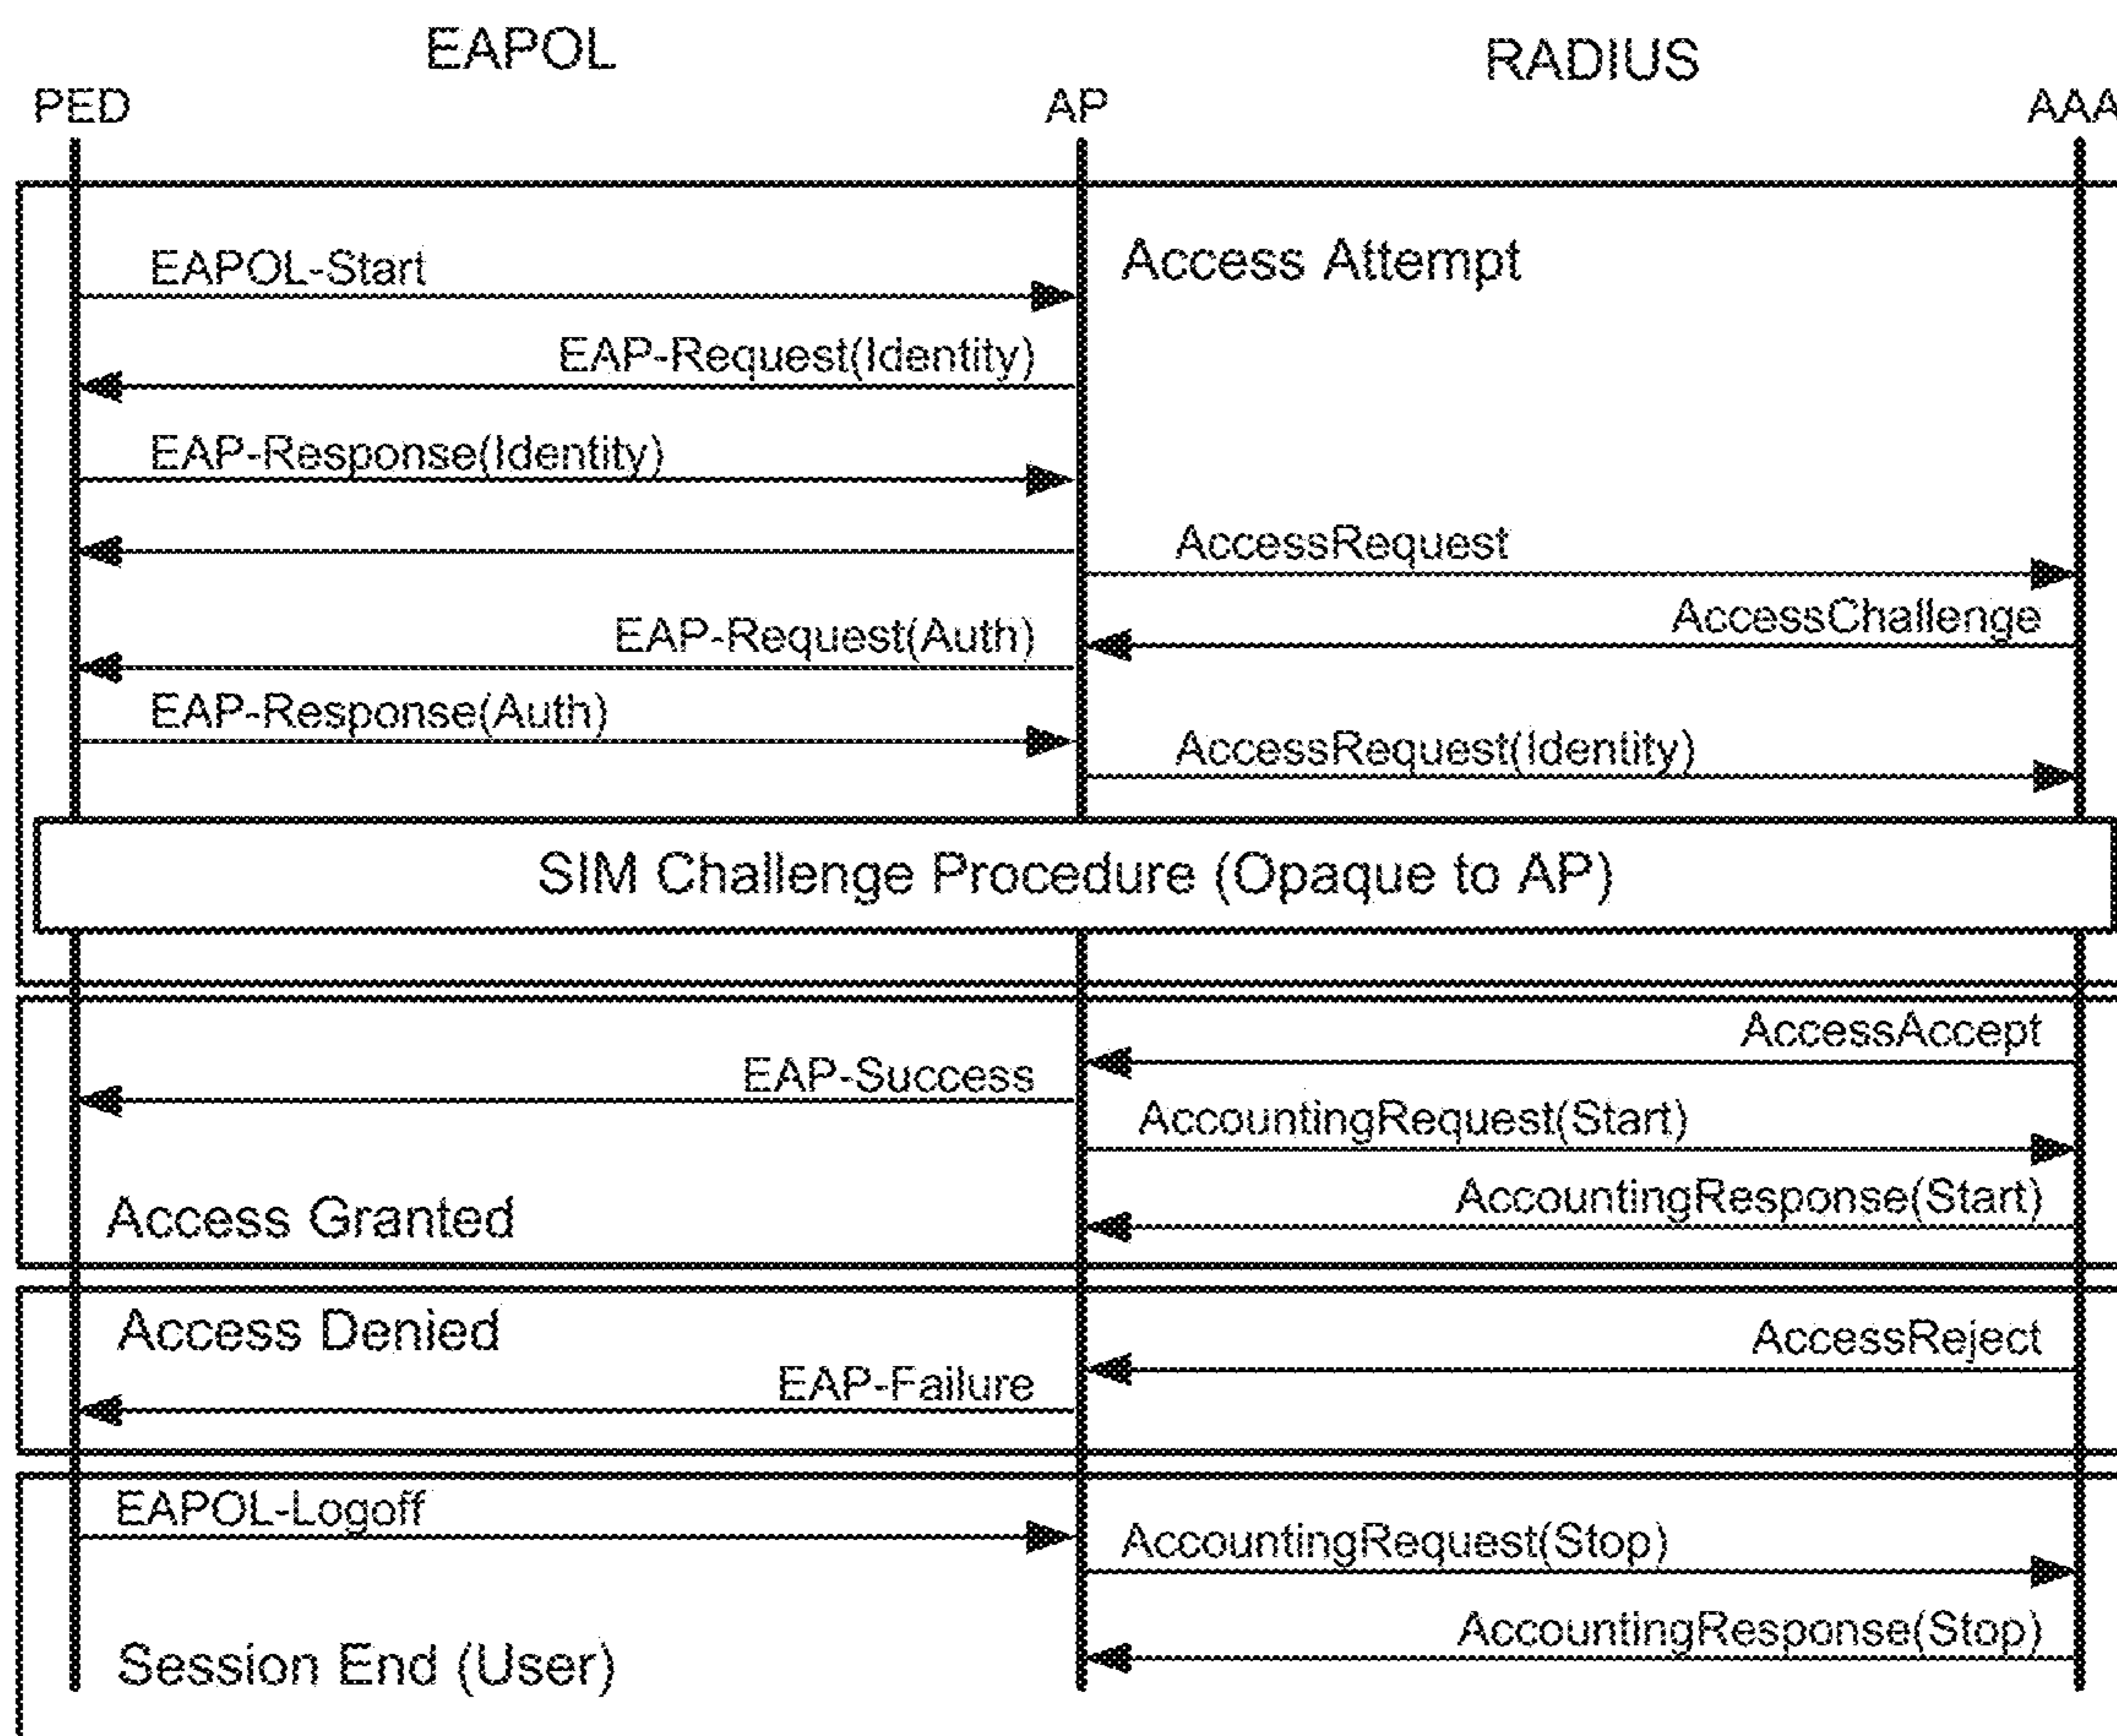 EAPOL
RADIUS
PED
AP
AAA
EAPOL-Start
Access Attempt
EAP-Request(Identity)
EAP-Response(Identity)
AccessRequest
AccessChallenge
EAP-Request(Auth)
EAP-Response(Auth)
AccessRequest(Identity)
SIM Challenge Procedure (Opaque to AP)
AccessAccept
EAP-Success
AccountingRequest(Start)
AccountingResponse(Start)
Access Granted
Access Denied
AccessReject
EAP-Failure
EAPOL-Logoff
AccountingRequest(Stop)
AccountingResponse(Stop)
Session End (User)